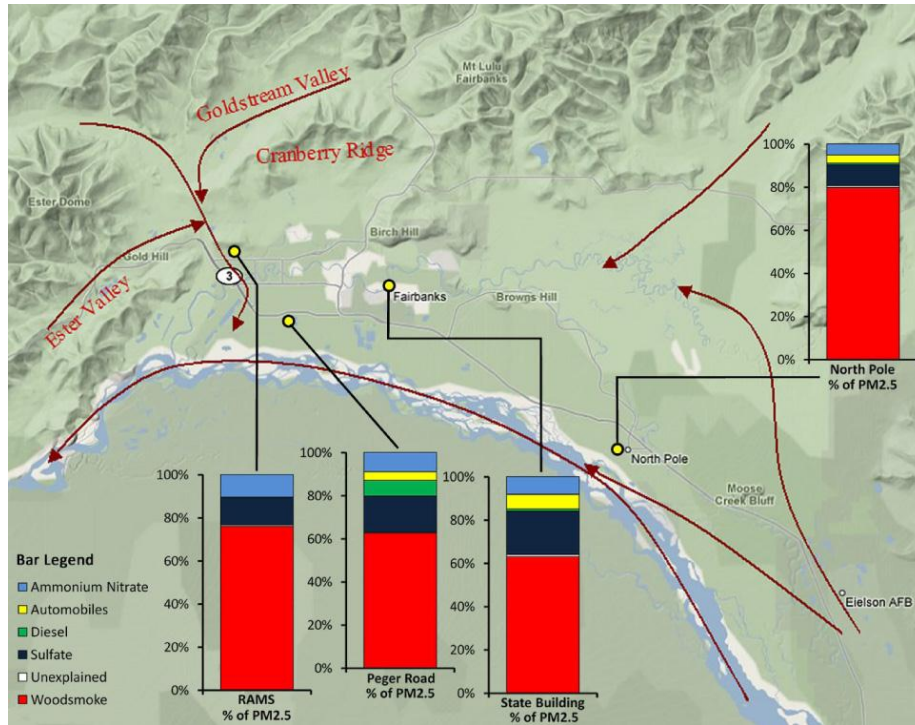 Goldstream Valley
Mt Lulu
Fairbanks
Cranberry Ridge
Ester Dome
Birch Hill
Gold Hill
3
Fairbanks
Ester Valley
Browns Hill
100%
80%
60%
40%
20%
0%
North Pole
% of PM2.5
North Pole
Moose
Creek Bluff
Eielson AFB
Bar Legend
Ammonium Nitrate
Automobiles
Diesel
Sulfate
Unexplained
Woodsmoke
100%
80%
60%
40%
20%
0%
RAMS
% of PM2.5
100%
80%
60%
40%
20%
0%
Peger Road
% of PM2.5
100%
80%
60%
40%
20%
0%
State Building
% of PM2.5